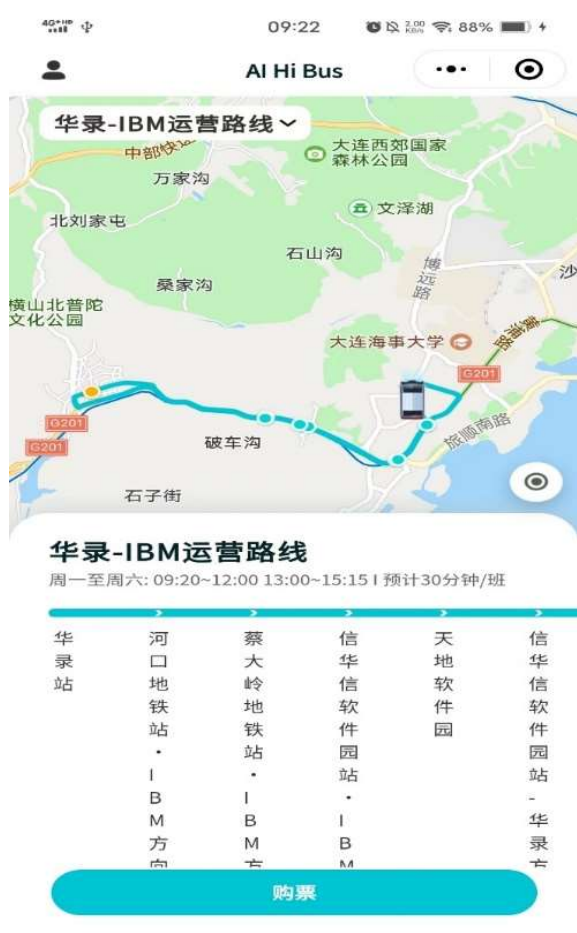 4G+HD
09:22
2.00
KB/s
88%
AI Hi Bus
华录-IBM运营路线
中部快
大连西郊国家
森林公园
万家沟
文泽湖
北刘家屯
石山沟
博远路
沙
桑家沟
横山北普陀
文化公园
黄浦路
大连海事大学
G201
G201
旅顺南路
G201
破车沟
石子街
华录-IBM运营路线
周一至周六: 09:20~12:00 13:00~15:15 I 预计30分钟/班
华录站
河口地铁站·IBM方向
蔡大岭地铁站·IBM方
信华信软件园站·IBM
天地软件园
信华信软件园站-华录方
购票